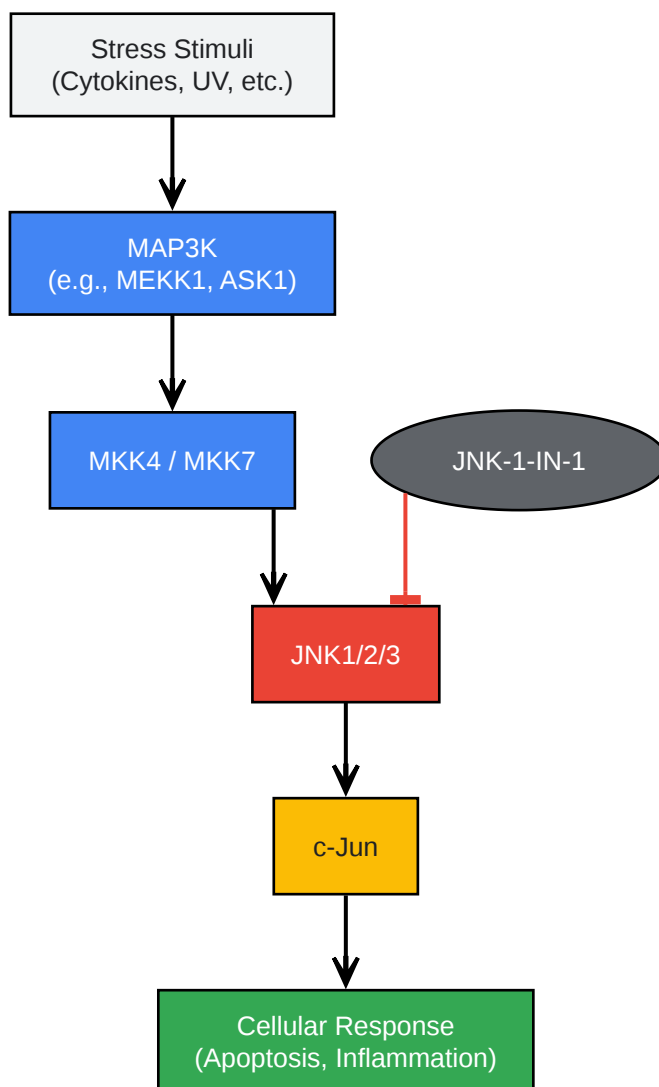 Stress Stimuli
(Cytokines, UV, etc.)
MAP3K
(e.g., MEKK1, ASK1)
MKK4 / MKK7
JNK-1-IN-1
JNK1/2/3
c-Jun
Cellular Response
(Apoptosis, Inflammation)